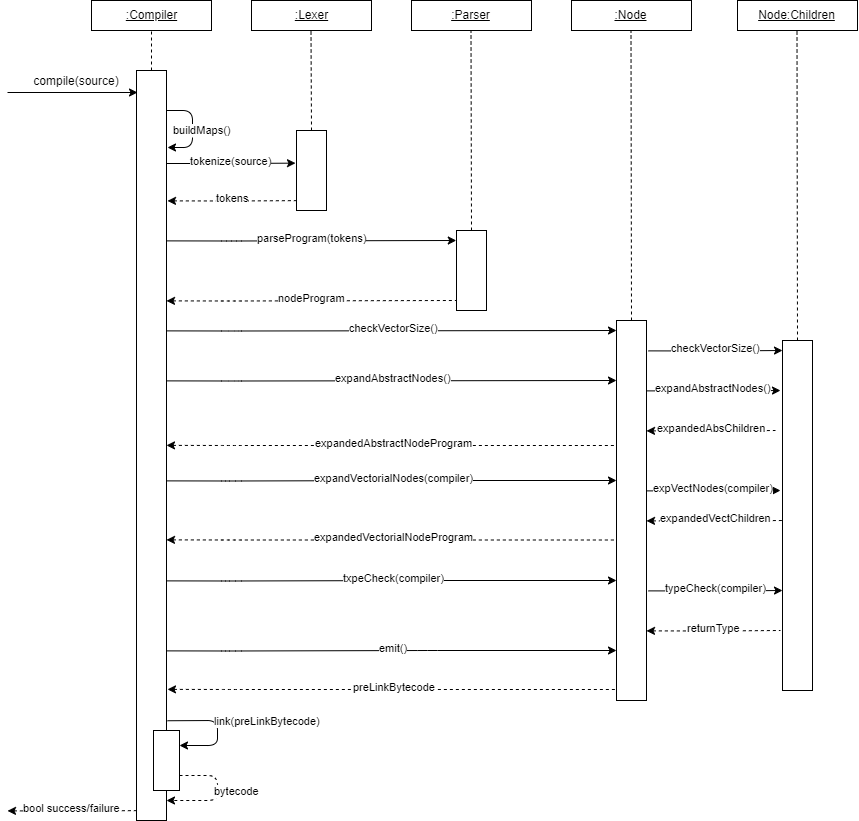 :Compiler
:Lexer
:Parser
:Node
Node:Children
compile(source)
buildMaps()
tokenize(source)
tokens
parseProgram(tokens)
nodeProgram
checkVectorSize()
checkVectorSize()
expandAbstractNodes()
expandAbstractNodes()
expandedAbsChildren
expandedAbstractNodeProgram
expandVectorialNodes(compiler)
expVectNodes(compiler)
expandedVectChildren
expandedVectorialNodeProgram
txpeCheck(compiler)
typeCheck(compiler)
returnType
emit()
preLinkBytecode
link(preLinkBytecode)
bytecode
bool success/failure